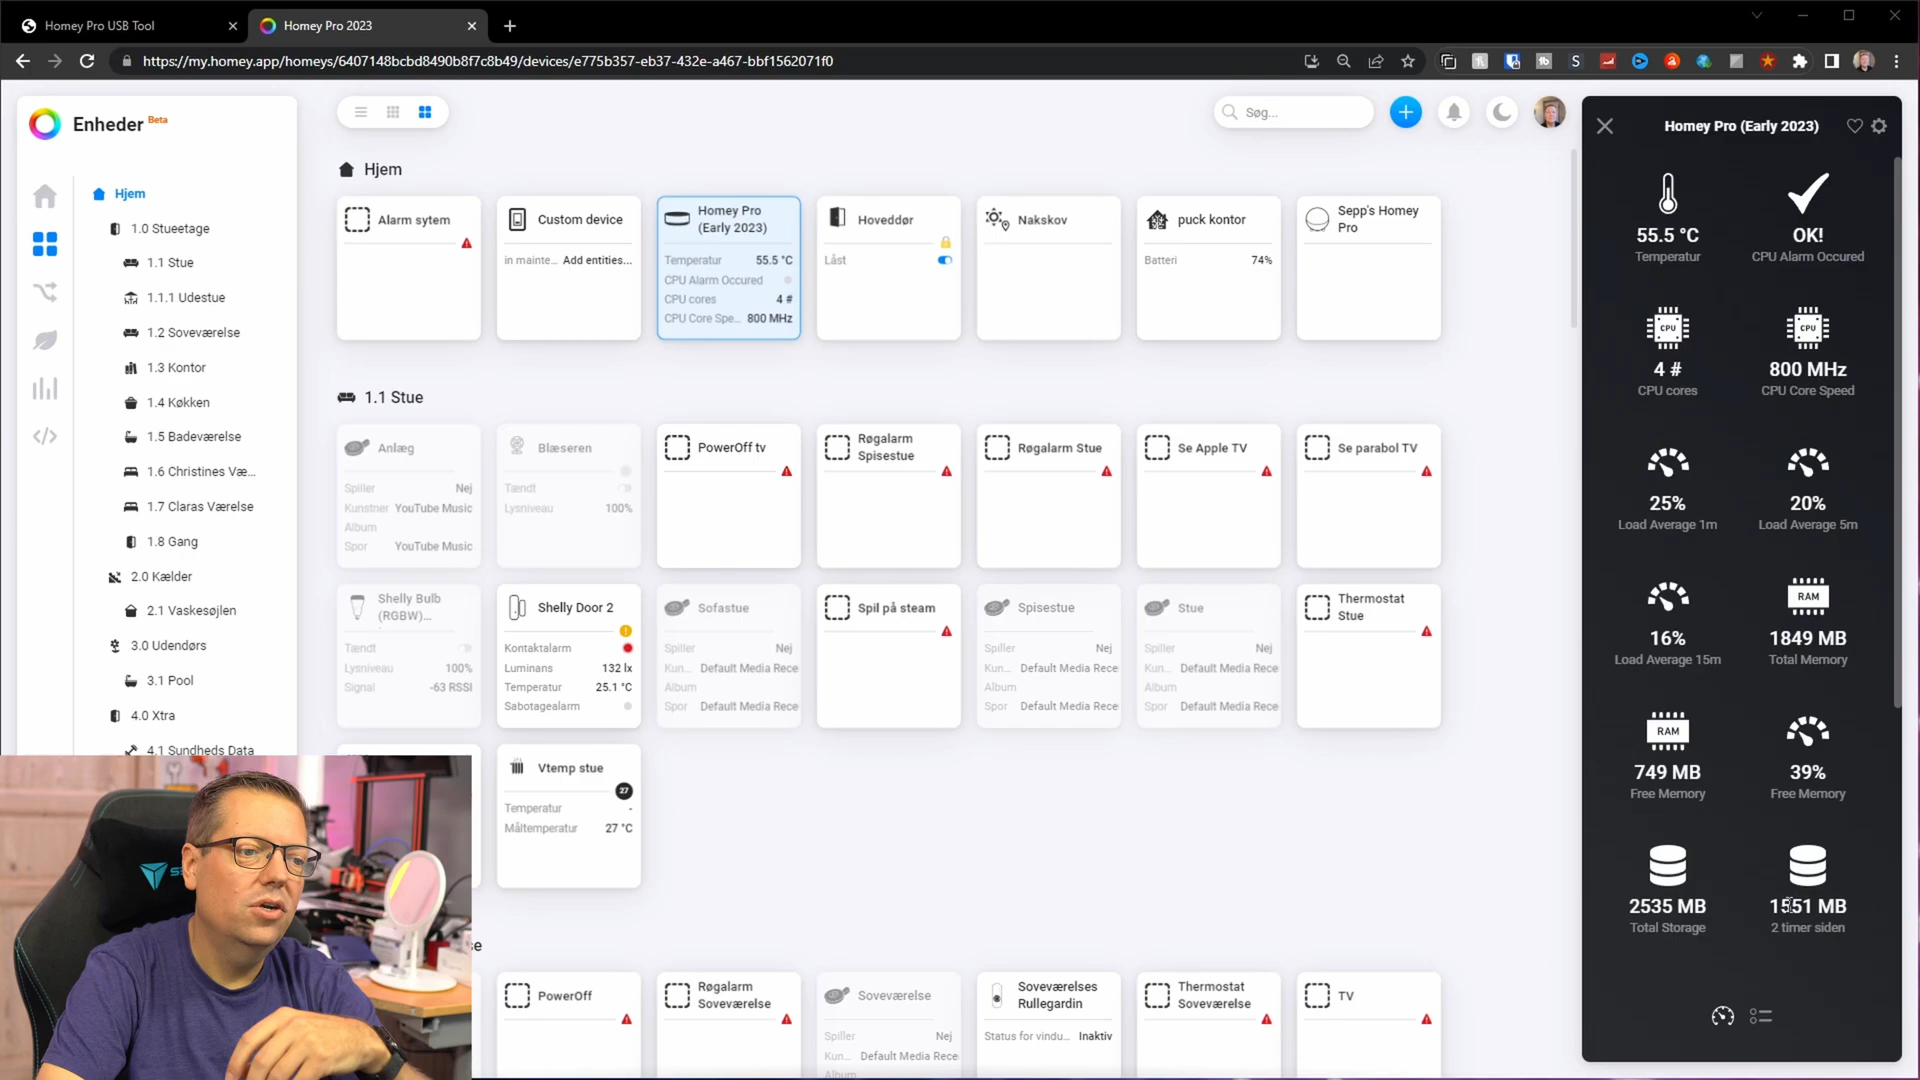 Homey Pro USB Tool
Homey Pro 2023
https://my.homey.app/homeys/6407148bcbd8490b8f7c8b49/devices/e775b357-eb37-432e-a467-bbf1562071f0
Enheder Beta
Hjem
1.0 Stueetage
1.1 Stue
1.1.1 Udestue
1.2 Soveværelse
1.3 Kontor
1.4 Køkken
1.5 Badeværelse
1.6 Christines Væ...
1.7 Claras Værelse
1.8 Gang
2.0 Kælder
2.1 Vaskesøjlen
3.0 Udendørs
3.1 Pool
4.0 Xtra
4.1 Sundheds Data
Søg...
Hjem
Alarm sytem
Custom device
in mainte... Add entities...
Homey Pro
(Early 2023)
Temperatur 55.5 °C
CPU Alarm Occured
CPU cores 4 #
CPU Core Spe... 800 MHz
Hoveddør
Låst
Nakskov
puck kontor
Batteri 74%
Sepp's Homey
Pro
1.1 Stue
Anlæg
Spiller Nej
Kunstner YouTube Music
Album
Spor YouTube Music
Blæseren
Tændt
Lysniveau 100%
PowerOff tv
Røgalarm
Spisestue
Røgalarm Stue
Se Apple TV
Se parabol TV
Shelly Bulb
(RGBW)...
Tændt
Lysniveau 100%
Signal -63 RSSI
Shelly Door 2
Kontaktalarm
Luminans 132 lx
Temperatur 25.1 °C
Sabotagealarm
Sofastue
Spiller Nej
Kun... Default Media Rece
Album
Spor Default Media Rece
Spil på steam
Spisestue
Spiller Nej
Kun... Default Media Rece
Album
Spor Default Media Rece
Stue
Spiller Nej
Kun... Default Media Rece
Album
Spor Default Media Rece
Thermostat
Stue
Vtemp stue
27
Temperatur -
Måltemperatur 27 °C
se
PowerOff
Røgalarm
Soveværelse
Soveværelse
Spiller Nej
Kun... Default Media Rece
Album
Soveværelses
Rullegardin
Status for vindu... Inaktiv
Thermostat
Soveværelse
TV
Homey Pro (Early 2023)
55.5 °C
Temperatur
OK!
CPU Alarm Occured
CPU
4 #
CPU cores
CPU
800 MHz
CPU Core Speed
25%
Load Average 1m
20%
Load Average 5m
16%
Load Average 15m
RAM
1849 MB
Total Memory
RAM
749 MB
Free Memory
39%
Free Memory
2535 MB
Total Storage
1551 MB
2 timer siden